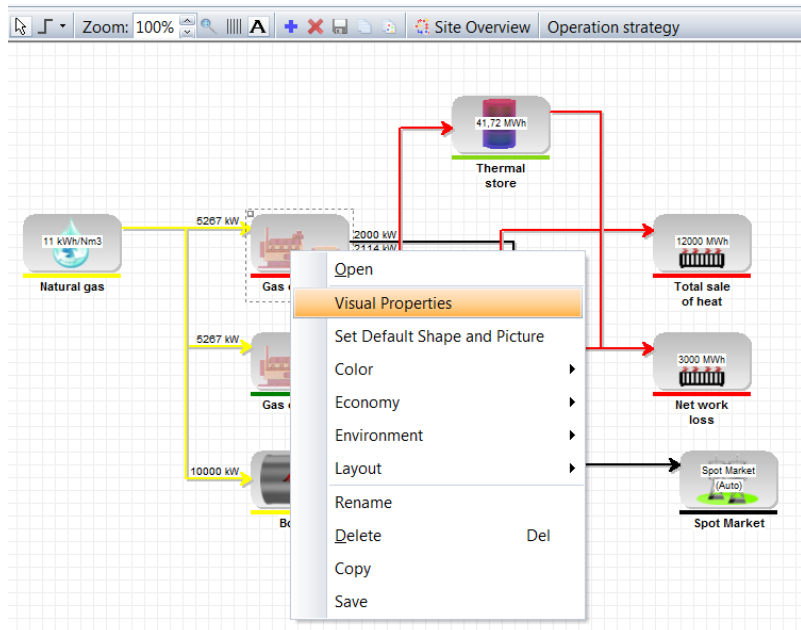 Zoom: 100% A Site Overview Operation strategy
41,72 MWh
Thermal
store
5267 kW
2000 kW
2114 kW
11 kWh/Nm3
Natural gas
Gas
12000 MWh
Total sale
of heat
5267 kW
Gas
3000 MWh
Net work
loss
10000 kW
Bo
Spot Market
(Auto)
Spot Market
Open
Visual Properties
Set Default Shape and Picture
Color
Economy
Environment
Layout
Rename
Delete Del
Copy
Save